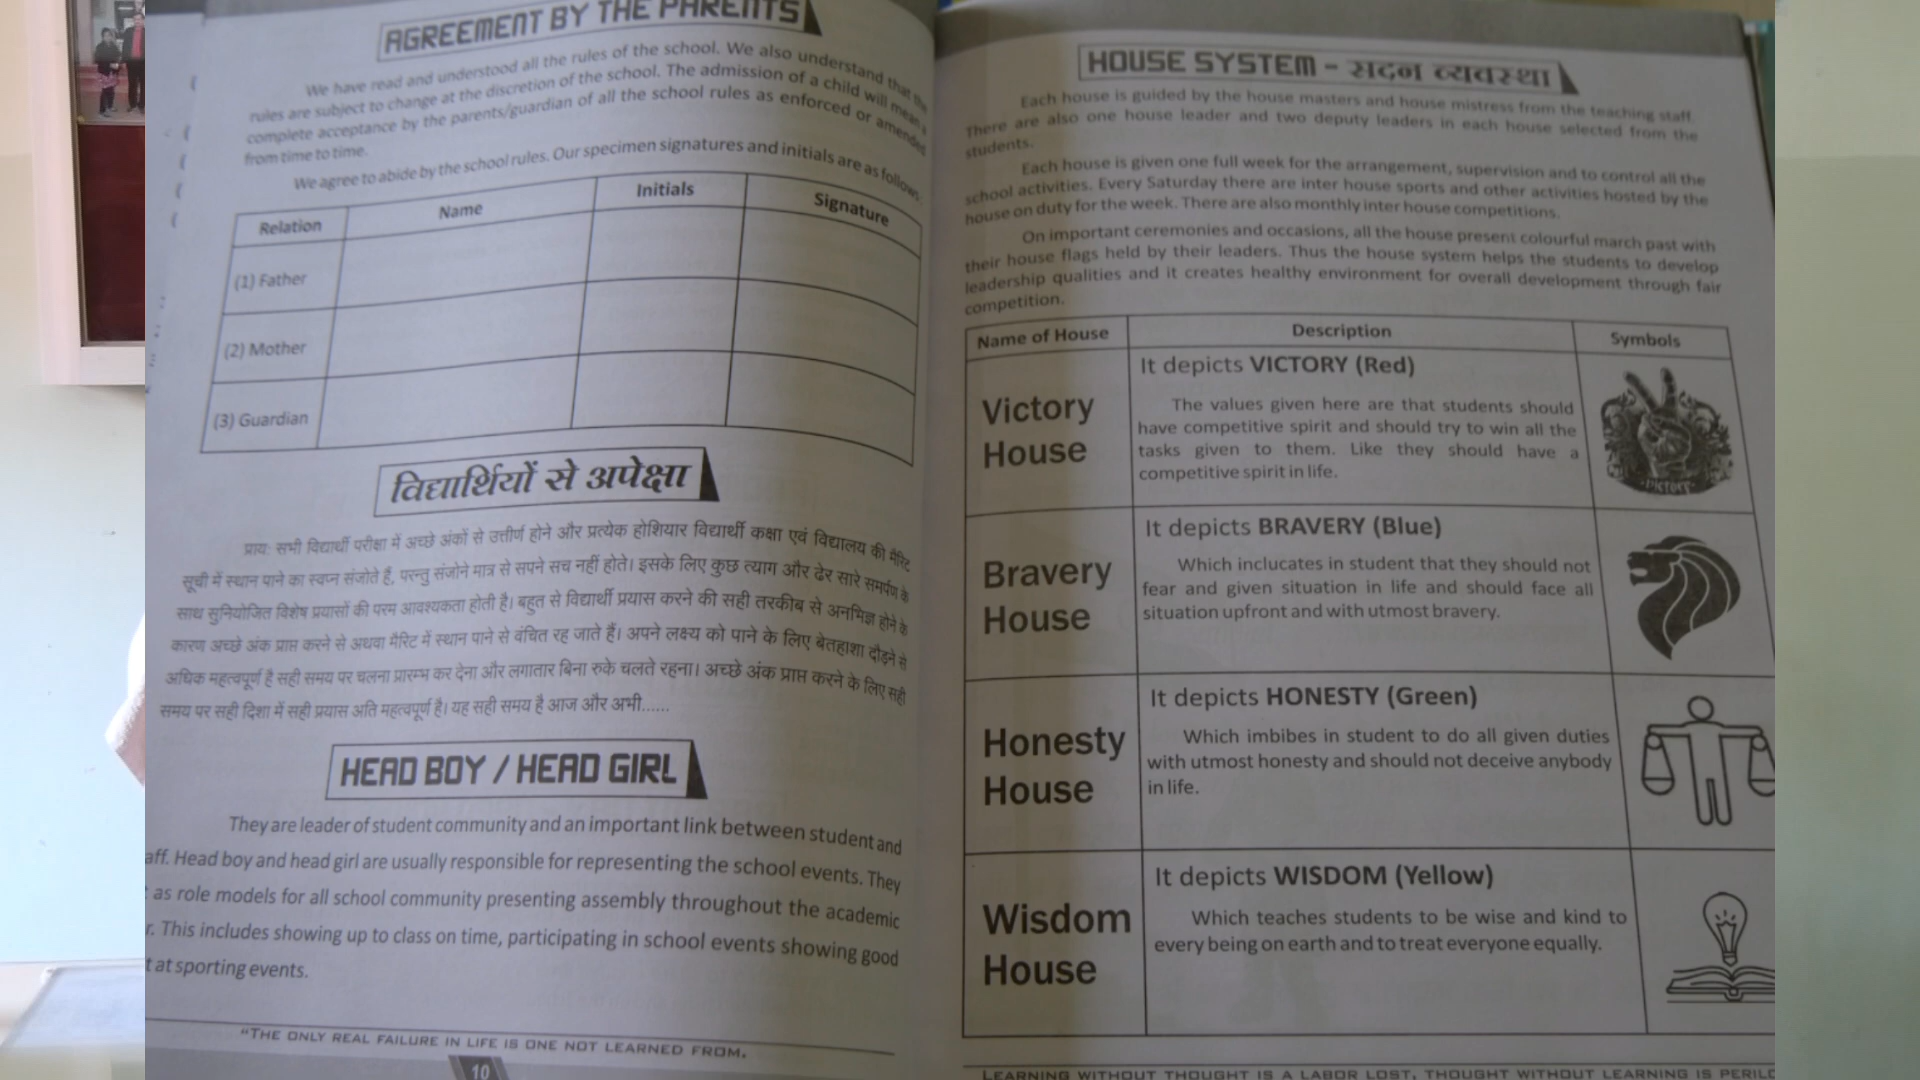 AGREEMENT BY THE PARENTS
We have read and understood all the rules of the school. We also understand that the
rules are subject to change at the discretion of the school. The admission of a child will mean a
complete acceptance by the parents/guardian of all the school rules as enforced or amended
from time to time.
We agree to abide by the school rules. Our specimen signatures and initials are as follows:
Relation Name Initials Signature
(1) Father
(2) Mother
(3) Guardian
विद्यार्थियों से अपेक्षा
प्राय: सभी विद्यार्थी परीक्षा में अच्छे अंकों से उत्तीर्ण होने और प्रत्येक होशियार विद्यार्थी कक्षा एवं विद्यालय की मैरिट
सूची में स्थान पाने का स्वप्न संजोते हैं, परन्तु संजोने मात्र से सपने सच नहीं होते। इसके लिए कुछ त्याग और ढेर सारे समर्पण के
साथ सुनियोजित विशेष प्रयासों की परम आवश्यकता होती है। बहुत से विद्यार्थी प्रयास करने की सही तरकीब से अनभिज्ञ होने के
कारण अच्छे अंक प्राप्त करने से अथवा मैरिट में स्थान पाने से वंचित रह जाते हैं। अपने लक्ष्य को पाने के लिए बेतहाशा दौड़ने से
अधिक महत्वपूर्ण है सही समय पर चलना प्रारम्भ कर देना और लगातार बिना रुके चलते रहना। अच्छे अंक प्राप्त करने के लिए सही
समय पर सही दिशा में सही प्रयास अति महत्वपूर्ण है। यह सही समय है आज और अभी......
HEAD BOY / HEAD GIRL
They are leader of student community and an important link between student and
aff. Head boy and head girl are usually responsible for representing the school events. They
as role models for all school community presenting assembly throughout the academic
r. This includes showing up to class on time, participating in school events showing good
t at sporting events.
"THE ONLY REAL FAILURE IN LIFE IS ONE NOT LEARNED FROM.
10
HOUSE SYSTEM - सदन व्यवस्था
Each house is guided by the house masters and house mistress from the teaching staff.
There are also one house leader and two deputy leaders in each house selected from the
students.
Each house is given one full week for the arrangement, supervision and to control all the
school activities. Every Saturday there are inter house sports and other activities hosted by the
house on duty for the week. There are also monthly inter house competitions.
On important ceremonies and occasions, all the house present colourful march past with
their house flags held by their leaders. Thus the house system helps the students to develop
leadership qualities and it creates healthy environment for overall development through fair
competition.
Name of House Description Symbols
Victory House
It depicts VICTORY (Red)
The values given here are that students should
have competitive spirit and should try to win all the
tasks given to them. Like they should have a
competitive spirit in life.
VICTORY
Bravery House
It depicts BRAVERY (Blue)
Which inclucates in student that they should not
fear and given situation in life and should face all
situation upfront and with utmost bravery.
Honesty House
It depicts HONESTY (Green)
Which imbibes in student to do all given duties
with utmost honesty and should not deceive anybody
in life.
Wisdom House
It depicts WISDOM (Yellow)
Which teaches students to be wise and kind to
every being on earth and to treat everyone equally.
LEARNING WITHOUT THOUGHT IS A LABOR LOST, THOUGHT WITHOUT LEARNING IS PERILO